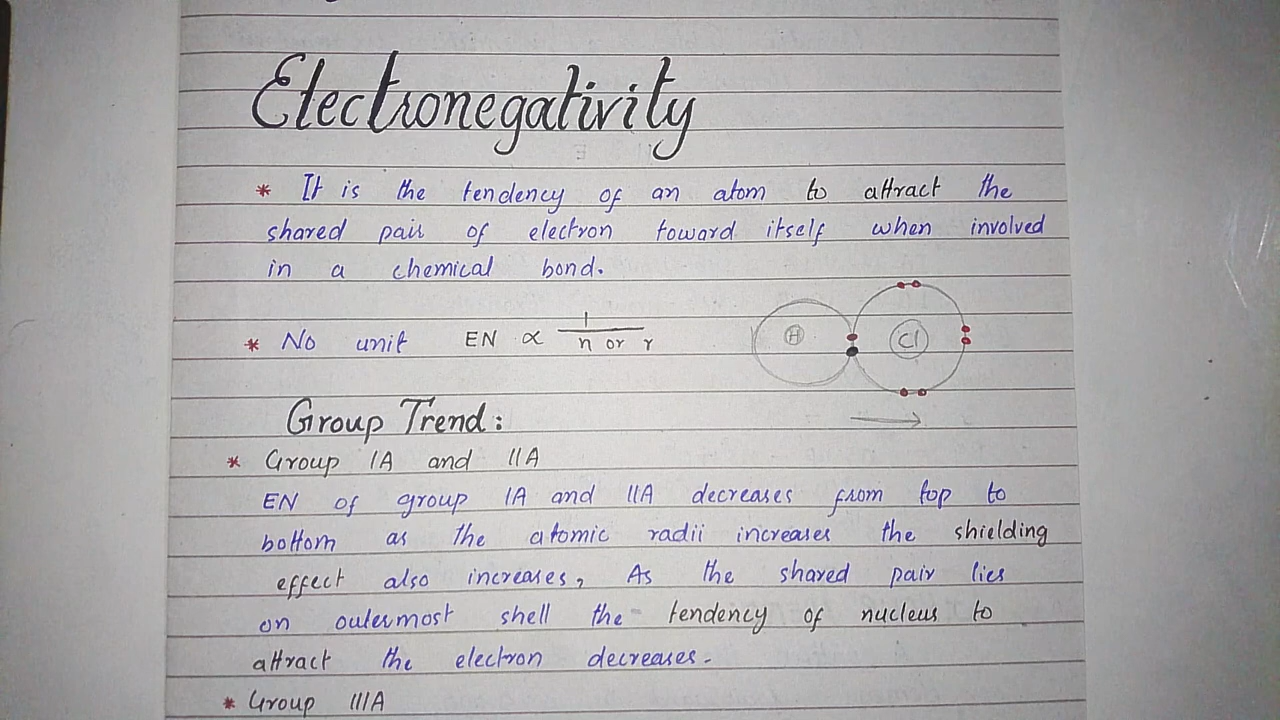 Electronegativity
* It is the tendency of an atom to attract the
shared pair of electron toward itself when involved
in a chemical bond.
* No unit EN ∝ 1 / n or r
H Cl
Group Trend:
* Group IA and IIA
EN of group IA and IIA decreases from top to
bottom as the atomic radii increases the shielding
effect also increases, As the shared pair lies
on outermost shell the tendency of nucleus to
attract the electron decreases.
* Group IIIA